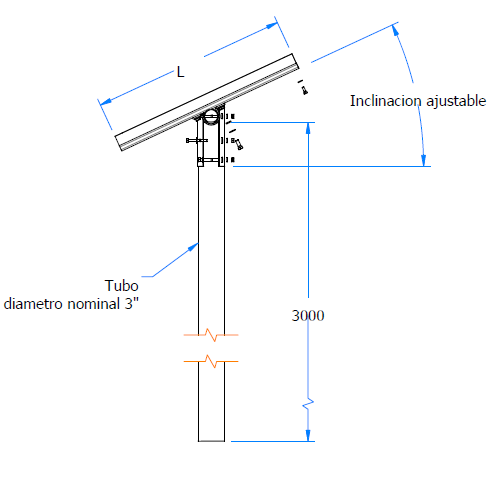 L
Inclinacion ajustable
Tubo
diametro nominal 3"
3000